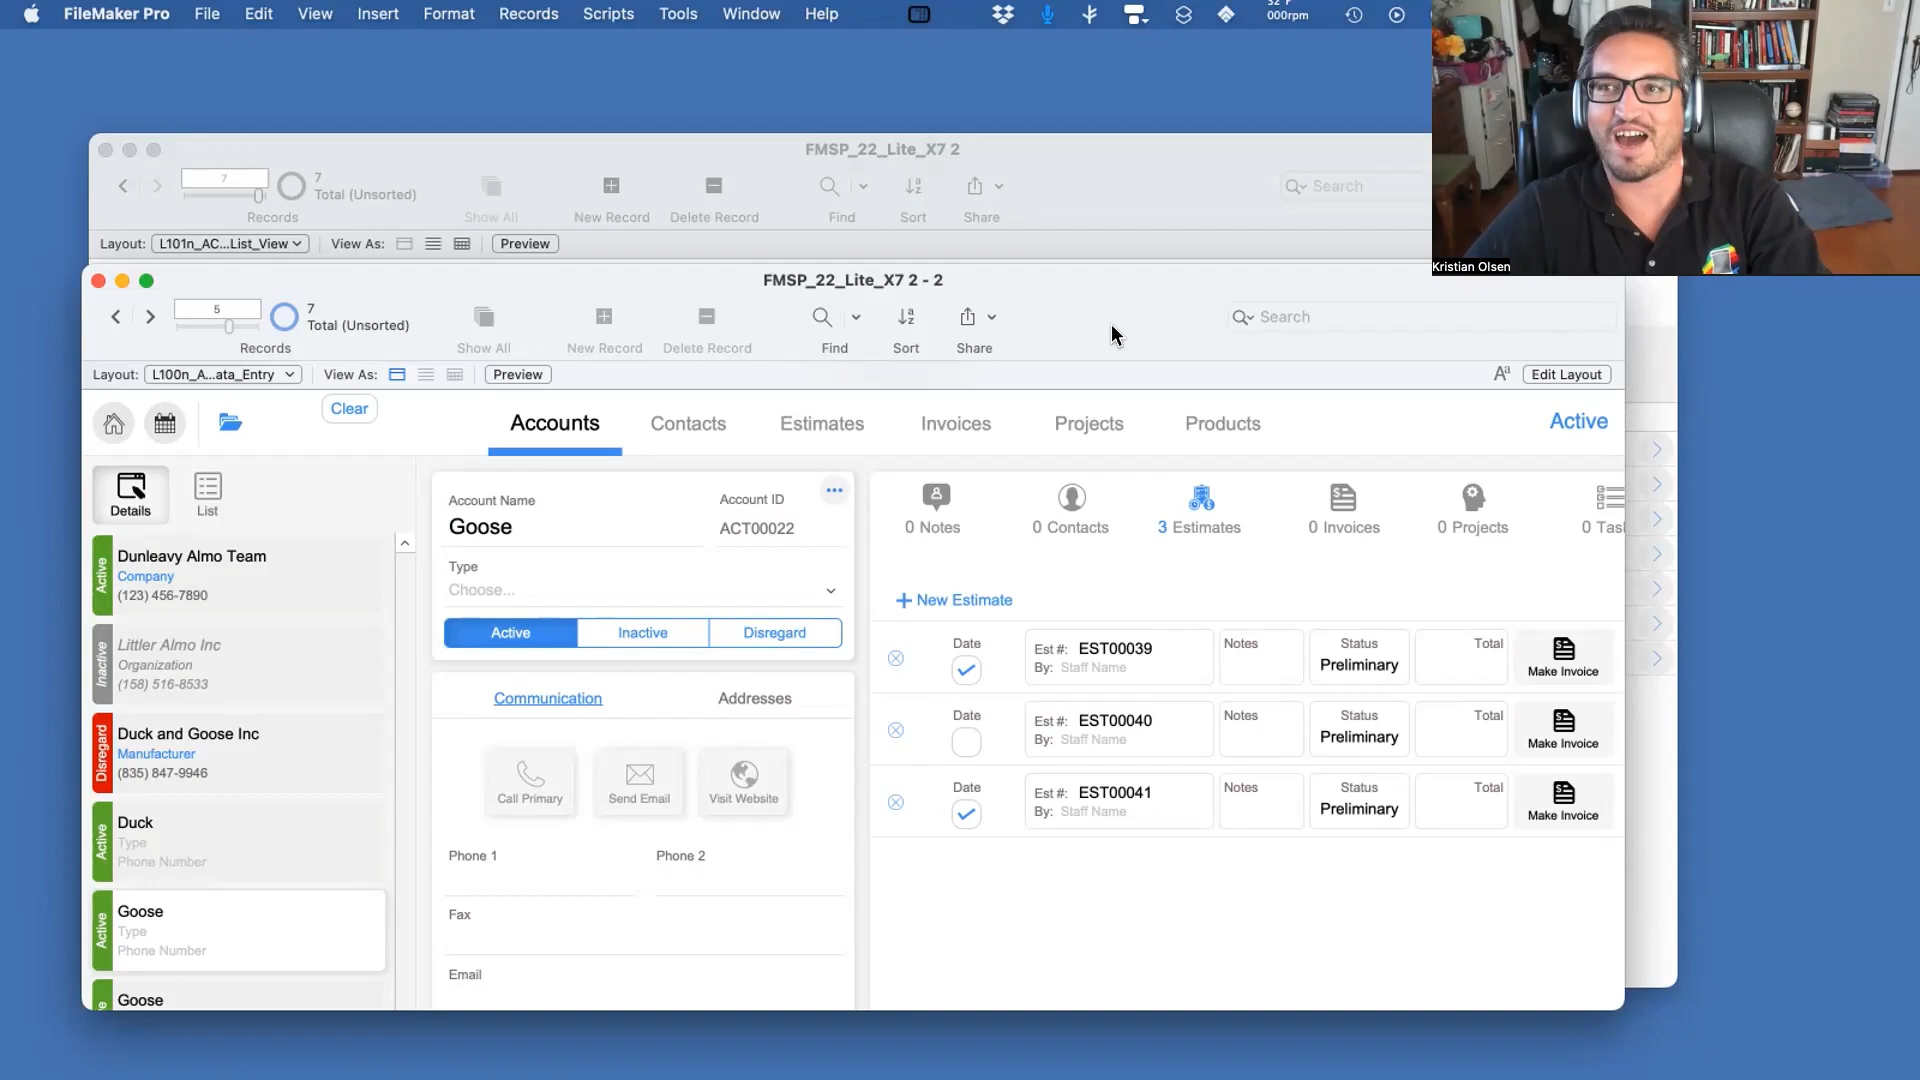 FileMaker Pro File Edit View Insert Format Records Scripts Tools Window Help
000rpm
Kristian Olsen
FMSP_22_Lite_X7 2
7
7
Total (Unsorted)
Records
Show All
New Record
Delete Record
Find
Sort
Share
Search
Layout: L101n_AC...List_View View As: Preview
FMSP_22_Lite_X7 2 - 2
5
7
Total (Unsorted)
Records
Show All
New Record
Delete Record
Find
Sort
Share
Search
Layout: L100n_A...ata_Entry View As: Preview
Edit Layout
Clear
Accounts Contacts Estimates Invoices Projects Products
Active
Details
List
Active
Dunleavy Almo Team
Company
(123) 456-7890
Inactive
Littler Almo Inc
Organization
(158) 516-8533
Disregard
Duck and Goose Inc
Manufacturer
(835) 847-9946
Active
Duck
Type
Phone Number
Active
Goose
Type
Phone Number
Goose
Account Name
Goose
Account ID
ACT00022
Type
Choose...
Active Inactive Disregard
Communication Addresses
Call Primary
Send Email
Visit Website
Phone 1
Phone 2
Fax
Email
0 Notes
0 Contacts
3 Estimates
0 Invoices
0 Projects
0 Tas
+ New Estimate
Date
Est #: EST00039
By: Staff Name
Notes
Status
Preliminary
Total
Make Invoice
Date
Est #: EST00040
By: Staff Name
Notes
Status
Preliminary
Total
Make Invoice
Date
Est #: EST00041
By: Staff Name
Notes
Status
Preliminary
Total
Make Invoice